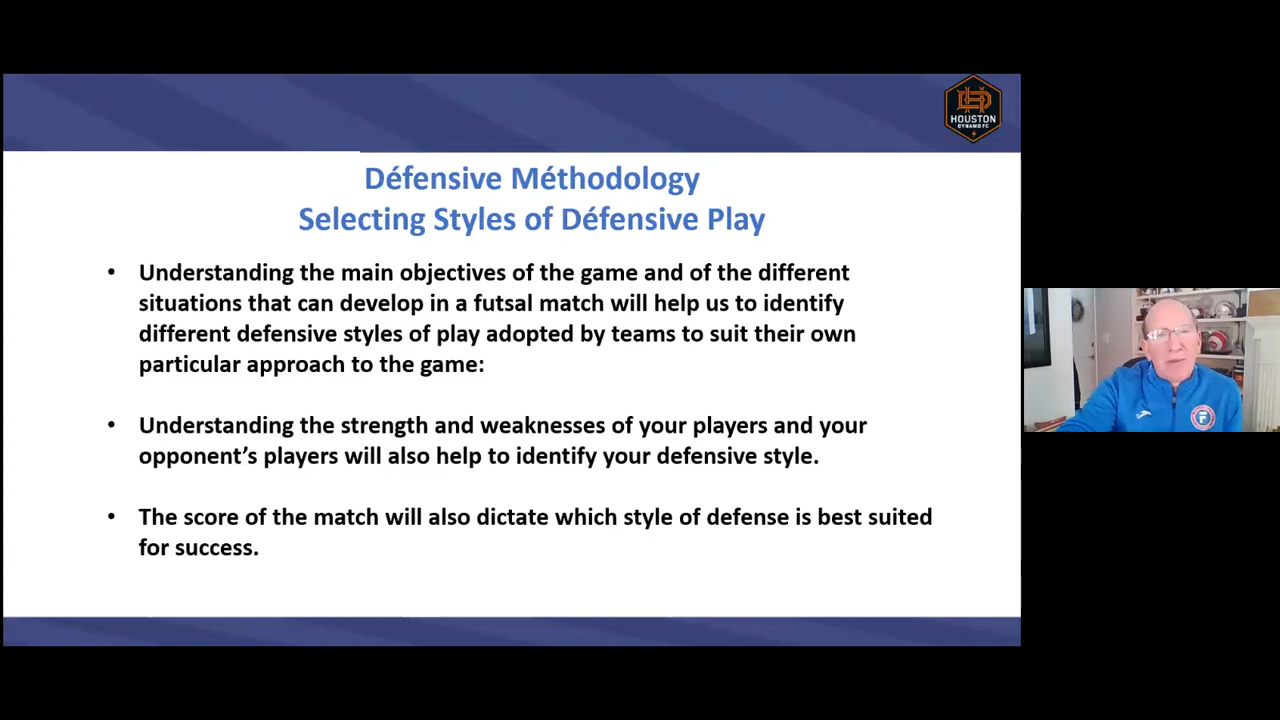 HOUSTON
DYNAMO FC
Défensive Méthodology
Selecting Styles of Défensive Play
• Understanding the main objectives of the game and of the different
situations that can develop in a futsal match will help us to identify
different defensive styles of play adopted by teams to suit their own
particular approach to the game:
• Understanding the strength and weaknesses of your players and your
opponent’s players will also help to identify your defensive style.
• The score of the match will also dictate which style of defense is best suited
for success.